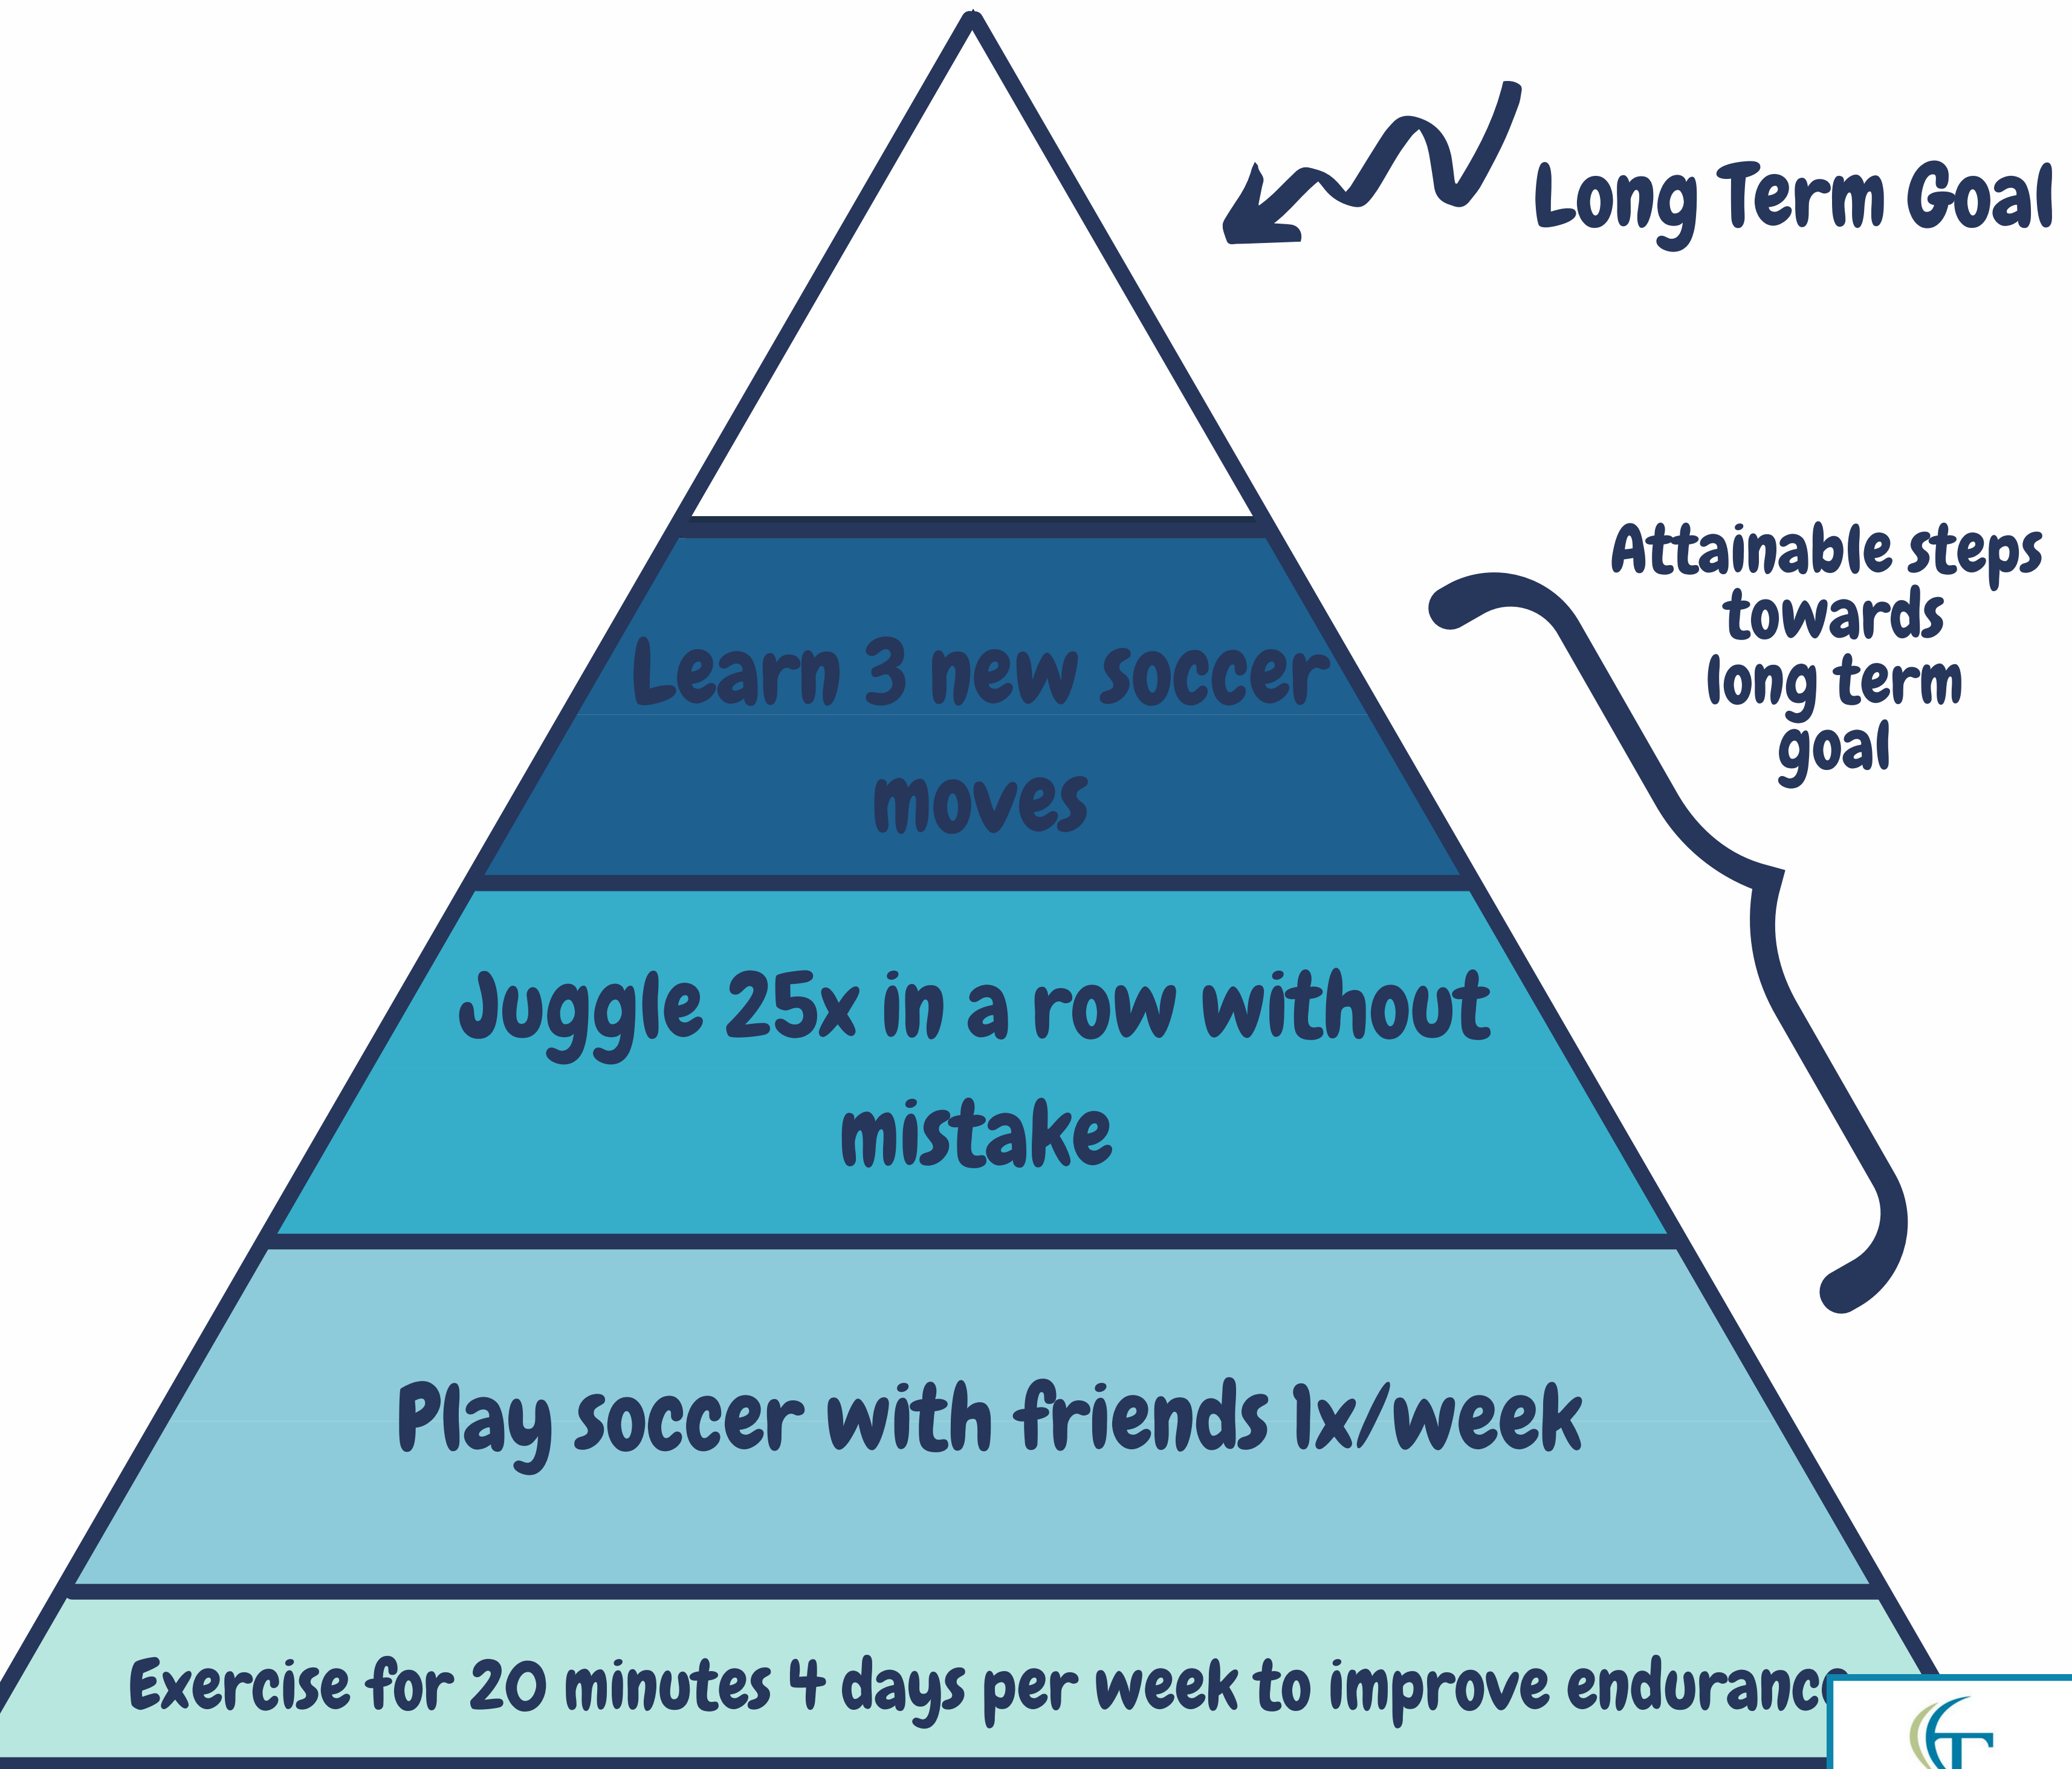 Long Term Goal
Attainable steps
towards
long term
goal
Learn 3 new soccer
moves
Juggle 25x in a row without
mistake
Play soccer with friends 1x/week
Exercise for 20 minutes 4 days per week to improve endurance